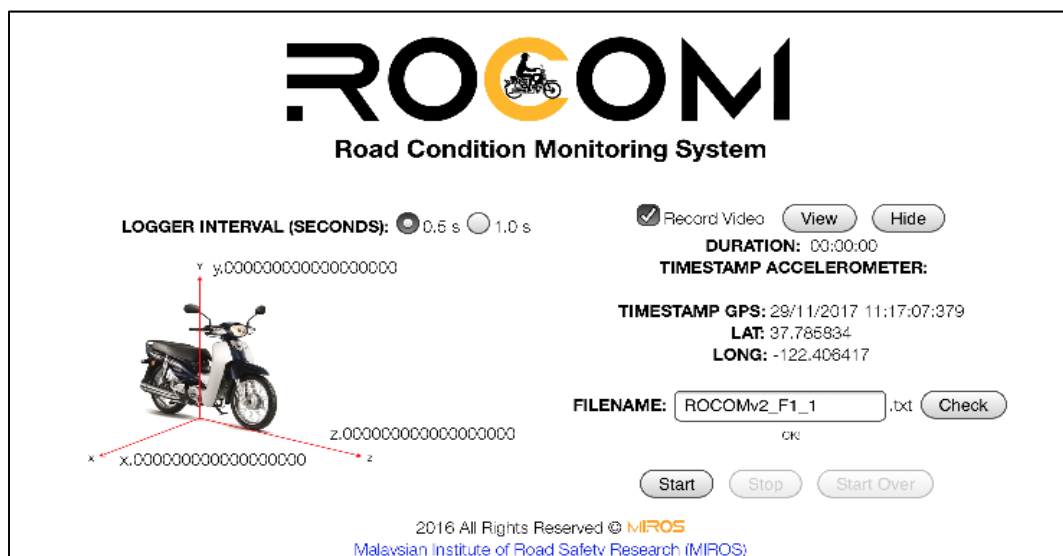 ROCOM
Road Condition Monitoring System
LOGGER INTERVAL (SECONDS): 0.5 s 1.0 s
Y y.000000000000000000
z.000000000000000000
x x.000000000000000000 z
Record Video View Hide
DURATION: 00:00:00
TIMESTAMP ACCELEROMETER:
TIMESTAMP GPS: 29/11/2017 11:17:07:379
LAT: 37.785834
LONG: -122.406417
FILENAME: ROCOMv2_F1_1 .txt Check
OK!
Start Stop Start Over
2016 All Rights Reserved © MIROS
Malaysian Institute of Road Safety Research (MIROS)